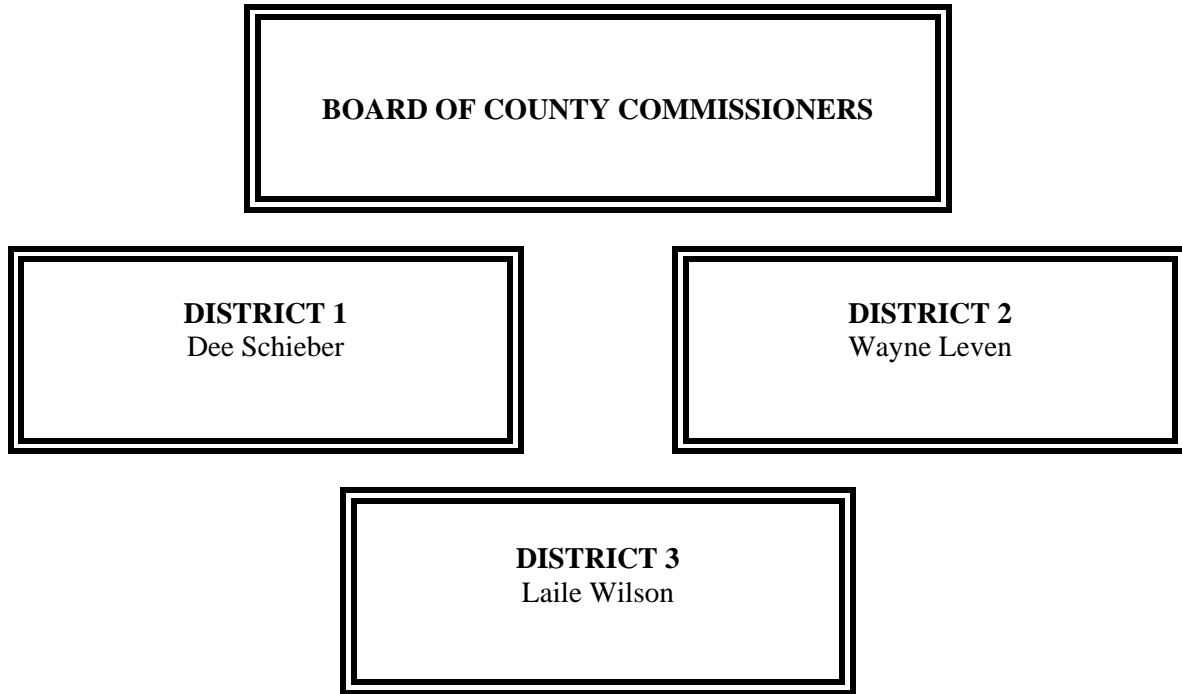 BOARD OF COUNTY COMMISSIONERS
DISTRICT 1
Dee Schieber
DISTRICT 2
Wayne Leven
DISTRICT 3
Laile Wilson